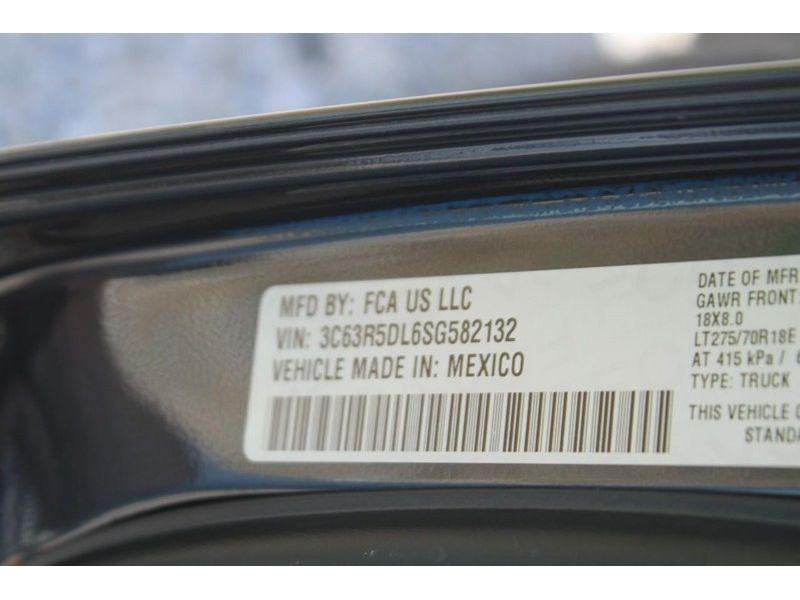 MFD BY: FCA US LLC
VIN: 3C63R5DL6SG582132
VEHICLE MADE IN: MEXICO
DATE OF MFR
GAWR FRONT
18X8.0
LT275/70R18E
AT 415 kPa /
TYPE: TRUCK
THIS VEHICLE
STANDA